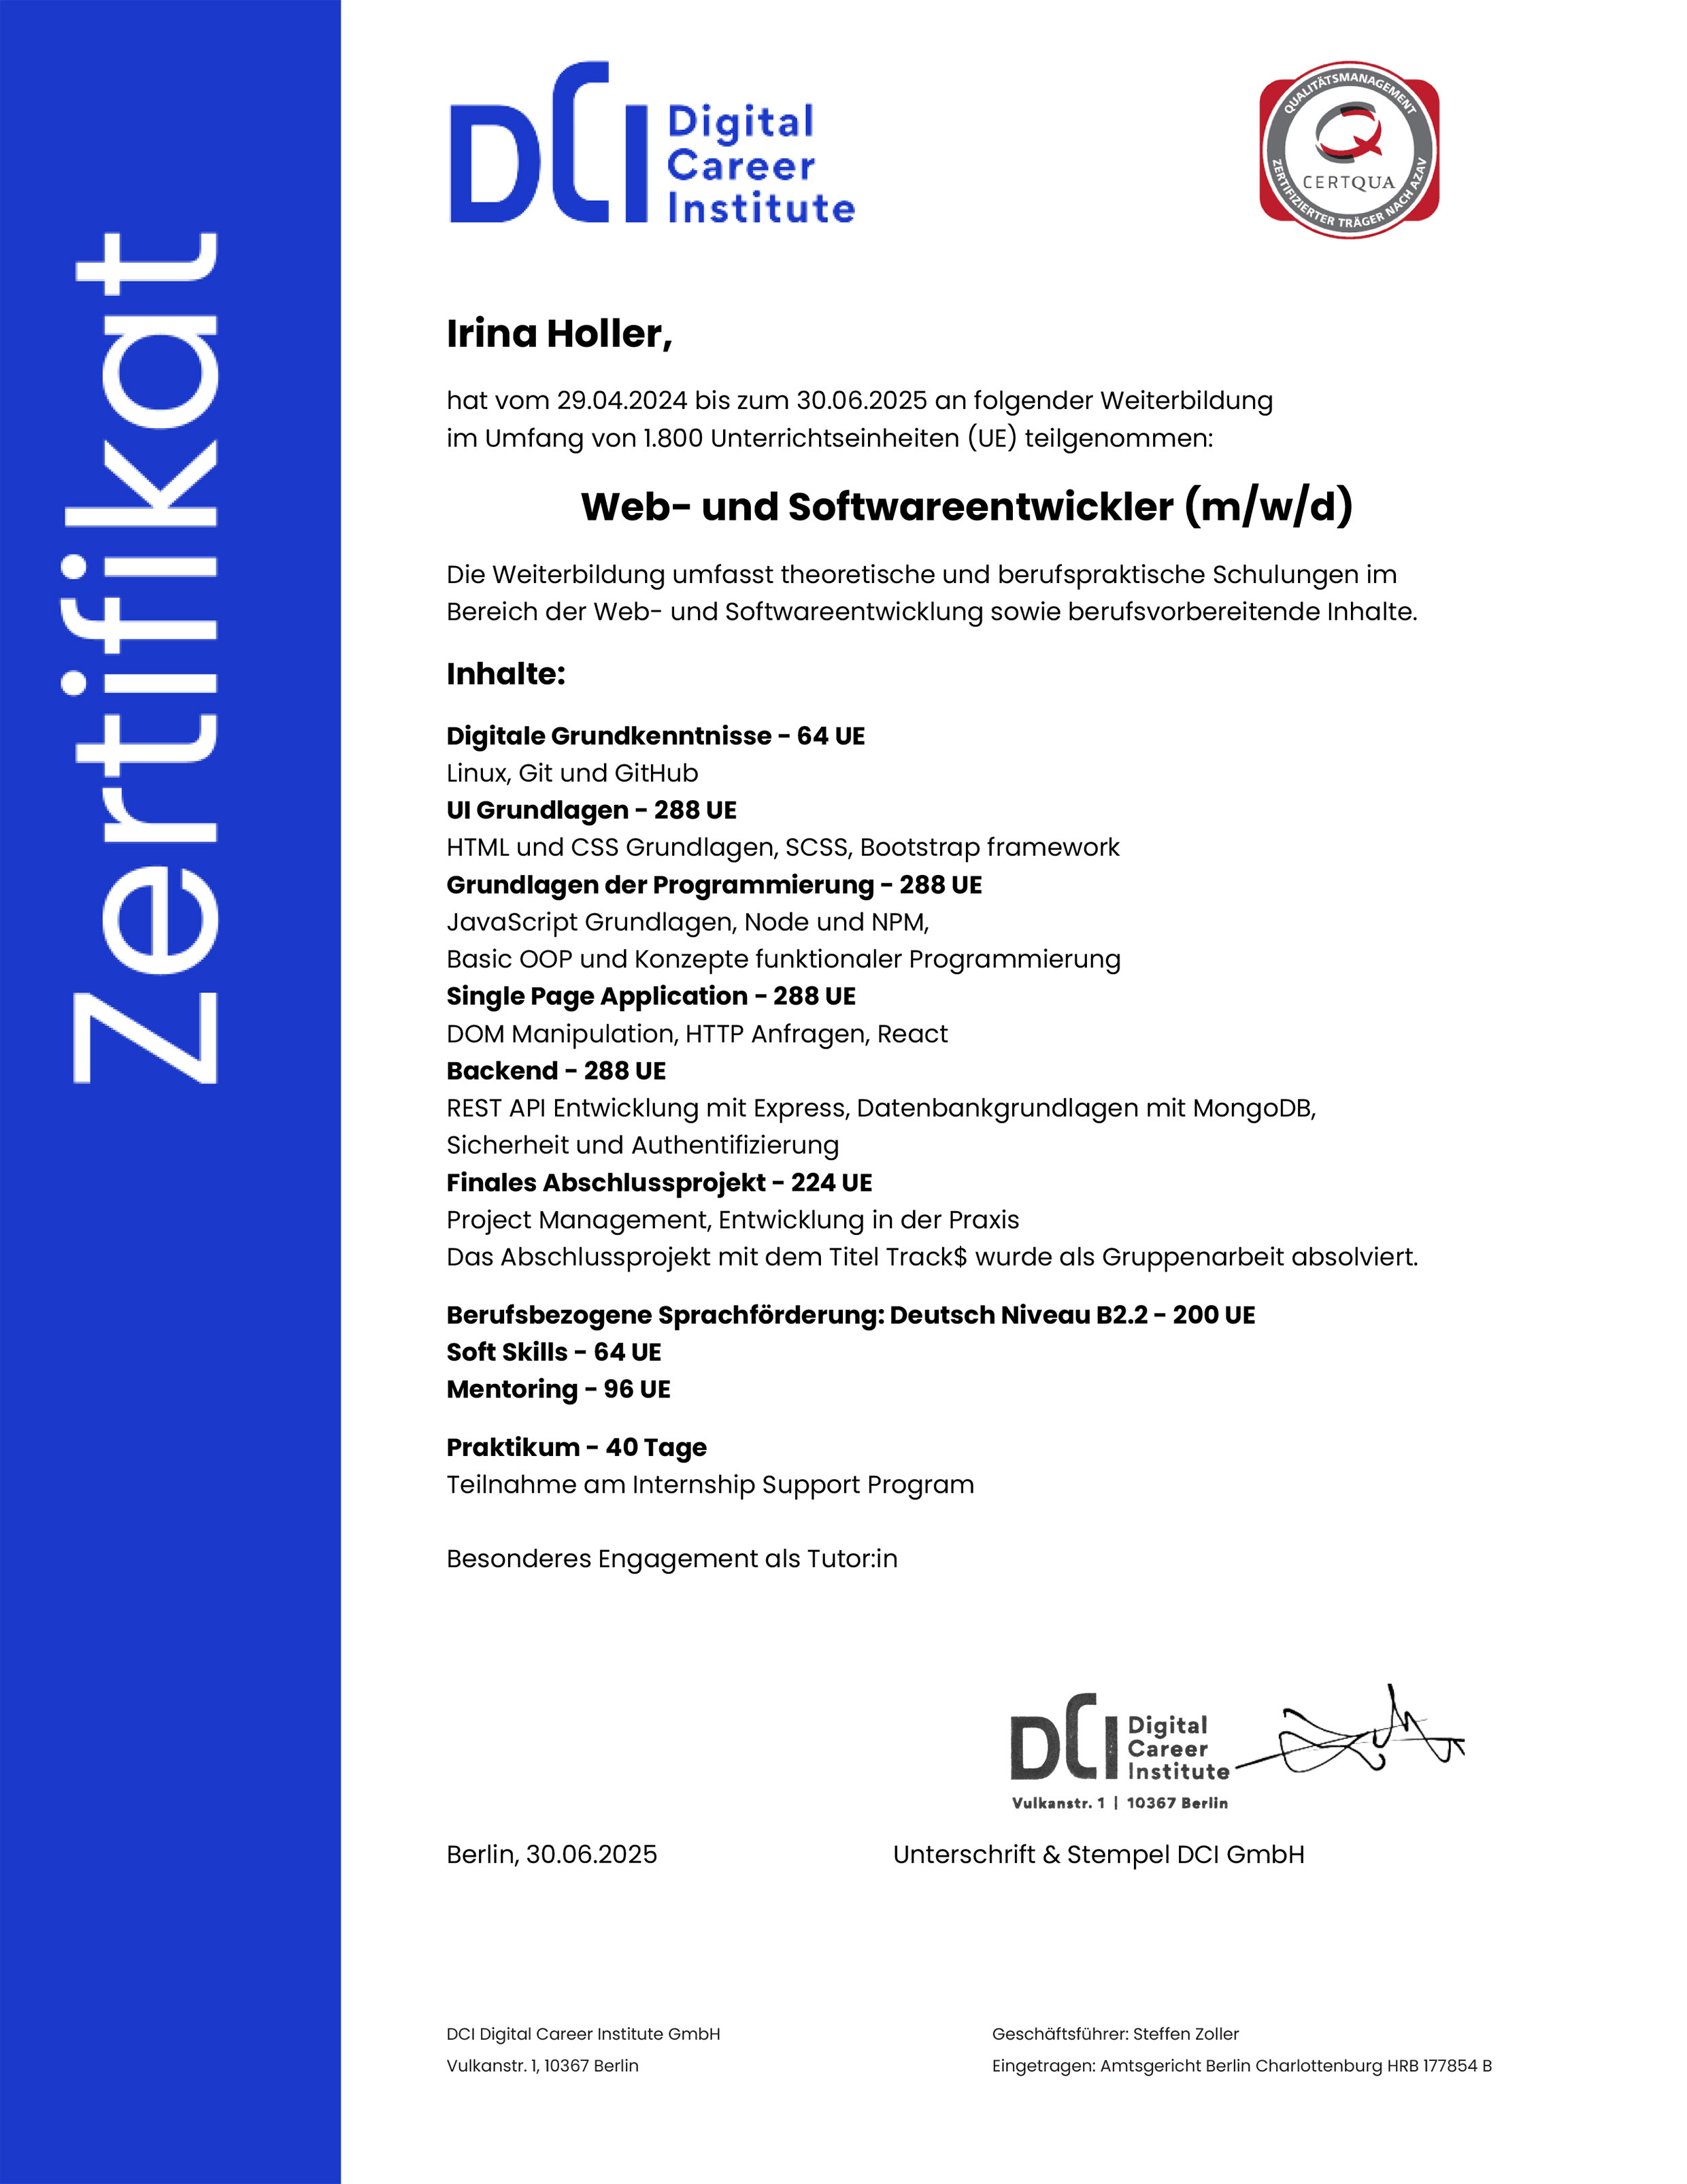 Zertifikat
DCI Digital
Career
Institute
QUALITÄTSMANAGEMENT
CERTQUA
ZERTIFIZIERTER TRÄGER NACH AZAV
Irina Holler,
hat vom 29.04.2024 bis zum 30.06.2025 an folgender Weiterbildung
im Umfang von 1.800 Unterrichtseinheiten (UE) teilgenommen:
Web- und Softwareentwickler (m/w/d)
Die Weiterbildung umfasst theoretische und berufspraktische Schulungen im
Bereich der Web- und Softwareentwicklung sowie berufsvorbereitende Inhalte.
Inhalte:
Digitale Grundkenntnisse - 64 UE
Linux, Git und GitHub
UI Grundlagen - 288 UE
HTML und CSS Grundlagen, SCSS, Bootstrap framework
Grundlagen der Programmierung - 288 UE
JavaScript Grundlagen, Node und NPM,
Basic OOP und Konzepte funktionaler Programmierung
Single Page Application - 288 UE
DOM Manipulation, HTTP Anfragen, React
Backend - 288 UE
REST API Entwicklung mit Express, Datenbankgrundlagen mit MongoDB,
Sicherheit und Authentifizierung
Finales Abschlussprojekt - 224 UE
Project Management, Entwicklung in der Praxis
Das Abschlussprojekt mit dem Titel Track$ wurde als Gruppenarbeit absolviert.
Berufsbezogene Sprachförderung: Deutsch Niveau B2.2 - 200 UE
Soft Skills - 64 UE
Mentoring - 96 UE
Praktikum - 40 Tage
Teilnahme am Internship Support Program
Besonderes Engagement als Tutor:in
DCI Digital
Career
Institute
Vulkanstr. 1 | 10367 Berlin
Berlin, 30.06.2025
Unterschrift & Stempel DCI GmbH
DCI Digital Career Institute GmbH
Vulkanstr. 1, 10367 Berlin
Geschäftsführer: Steffen Zoller
Eingetragen: Amtsgericht Berlin Charlottenburg HRB 177854 B